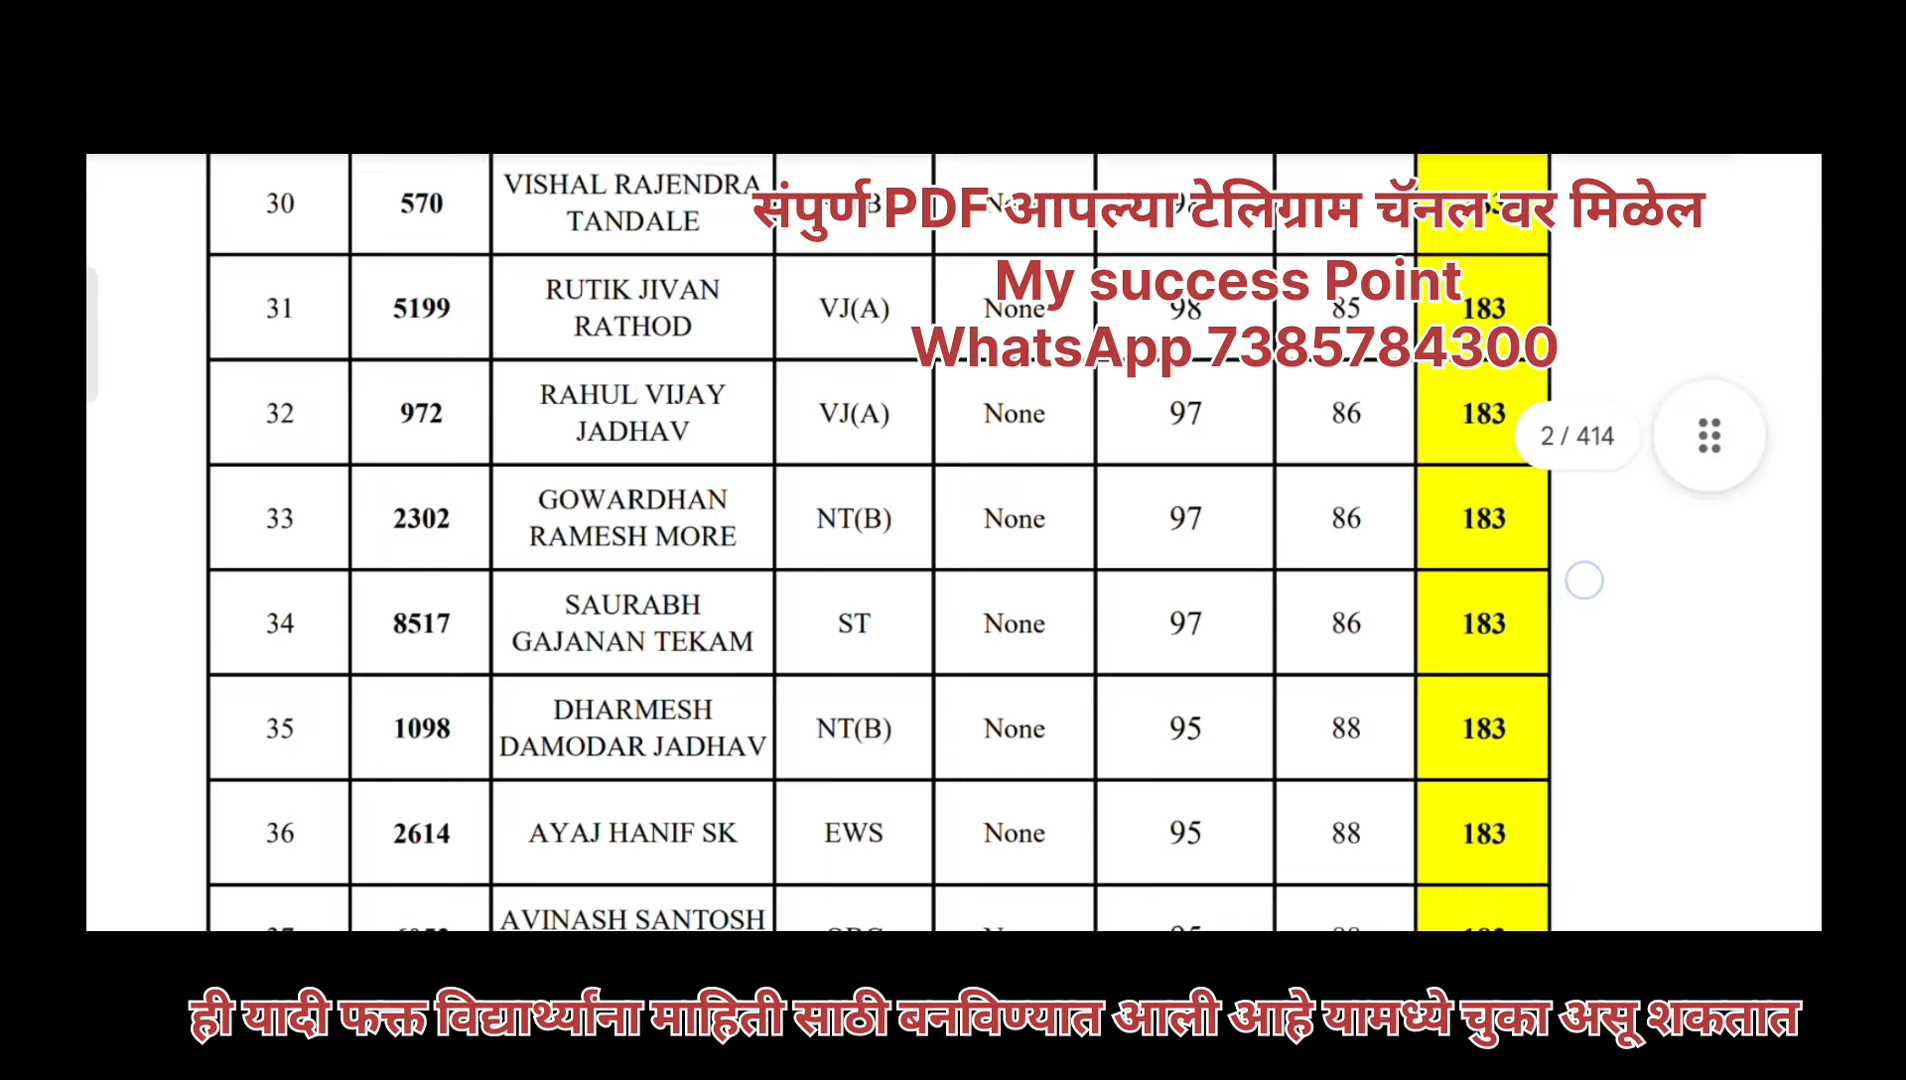 30 570 VISHAL RAJENDRA TANDALE
संपुर्ण PDF आपल्या टेलिग्राम चॅनल वर मिळेल
My success Point
WhatsApp 7385784300
31 5199 RUTIK JIVAN RATHOD VJ(A) None 98 85 183
32 972 RAHUL VIJAY JADHAV VJ(A) None 97 86 183
2 / 414
33 2302 GOWARDHAN RAMESH MORE NT(B) None 97 86 183
34 8517 SAURABH GAJANAN TEKAM ST None 97 86 183
35 1098 DHARMESH DAMODAR JADHAV NT(B) None 95 88 183
36 2614 AYAJ HANIF SK EWS None 95 88 183
AVINASH SANTOSH
ही यादी फक्त विद्यार्थ्यांना माहिती साठी बनविण्यात आली आहे यामध्ये चुका असू शकतात